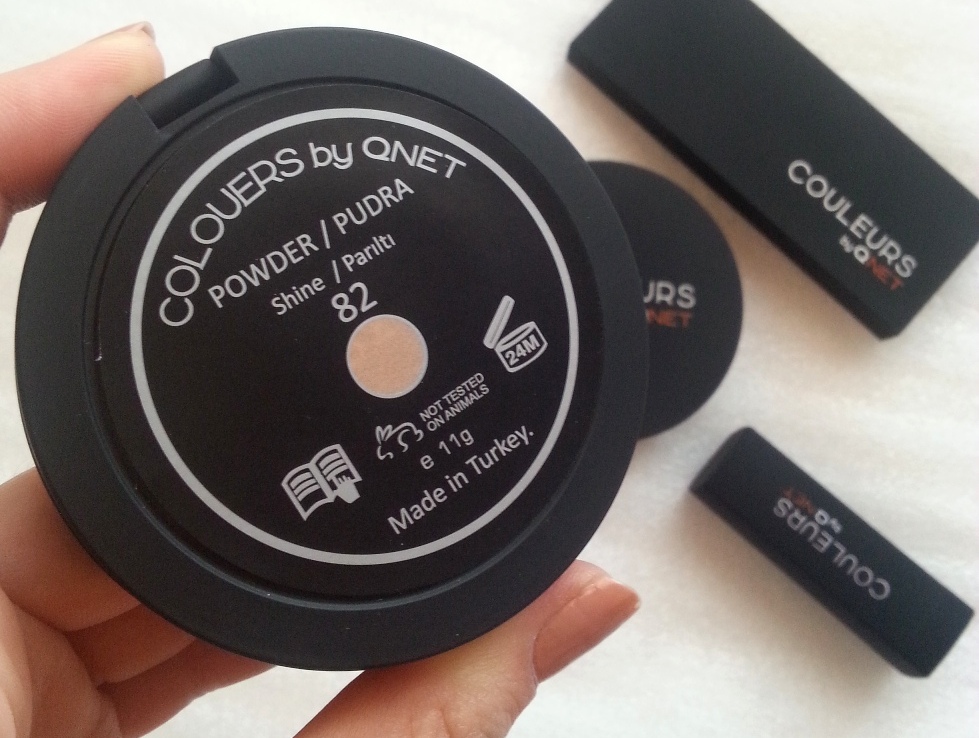 COLOUERS by QNET
POWDER / PUDRA
Shine / Parıltı
82
24M
NOT TESTED
ON ANIMALS
e 11g
Made in Turkey.
COULEURS
by QNET
URS
NET
COULEURS
by QNET